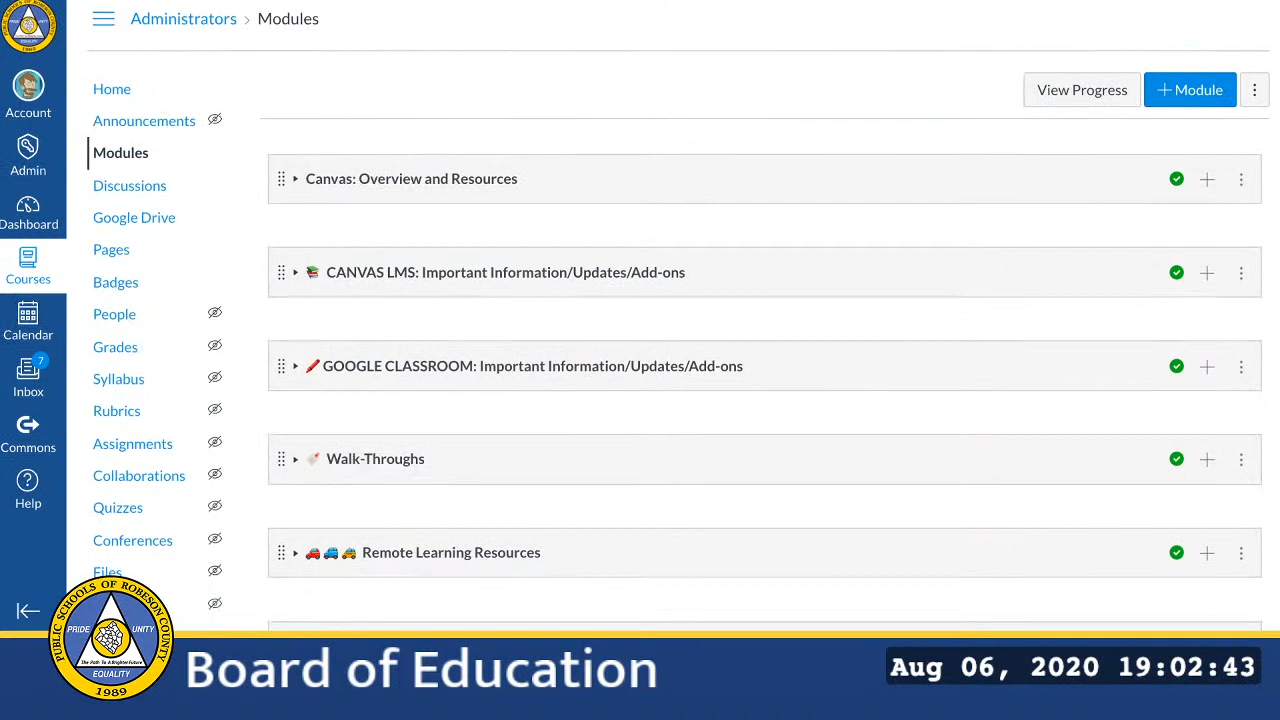 Administrators › Modules
Account
Admin
Dashboard
Courses
Calendar
7
Inbox
Commons
Help
Home
Announcements
Modules
Discussions
Google Drive
Pages
Badges
People
Grades
Syllabus
Rubrics
Assignments
Collaborations
Quizzes
Conferences
Files
View Progress
+ Module
Canvas: Overview and Resources
CANVAS LMS: Important Information/Updates/Add-ons
GOOGLE CLASSROOM: Important Information/Updates/Add-ons
Walk-Throughs
Remote Learning Resources
PUBLIC SCHOOLS OF ROBESON COUNTY
PRIDE UNITY
The Path To A Brighter Future
EQUALITY
1989
Board of Education
Aug 06, 2020 19:02:43